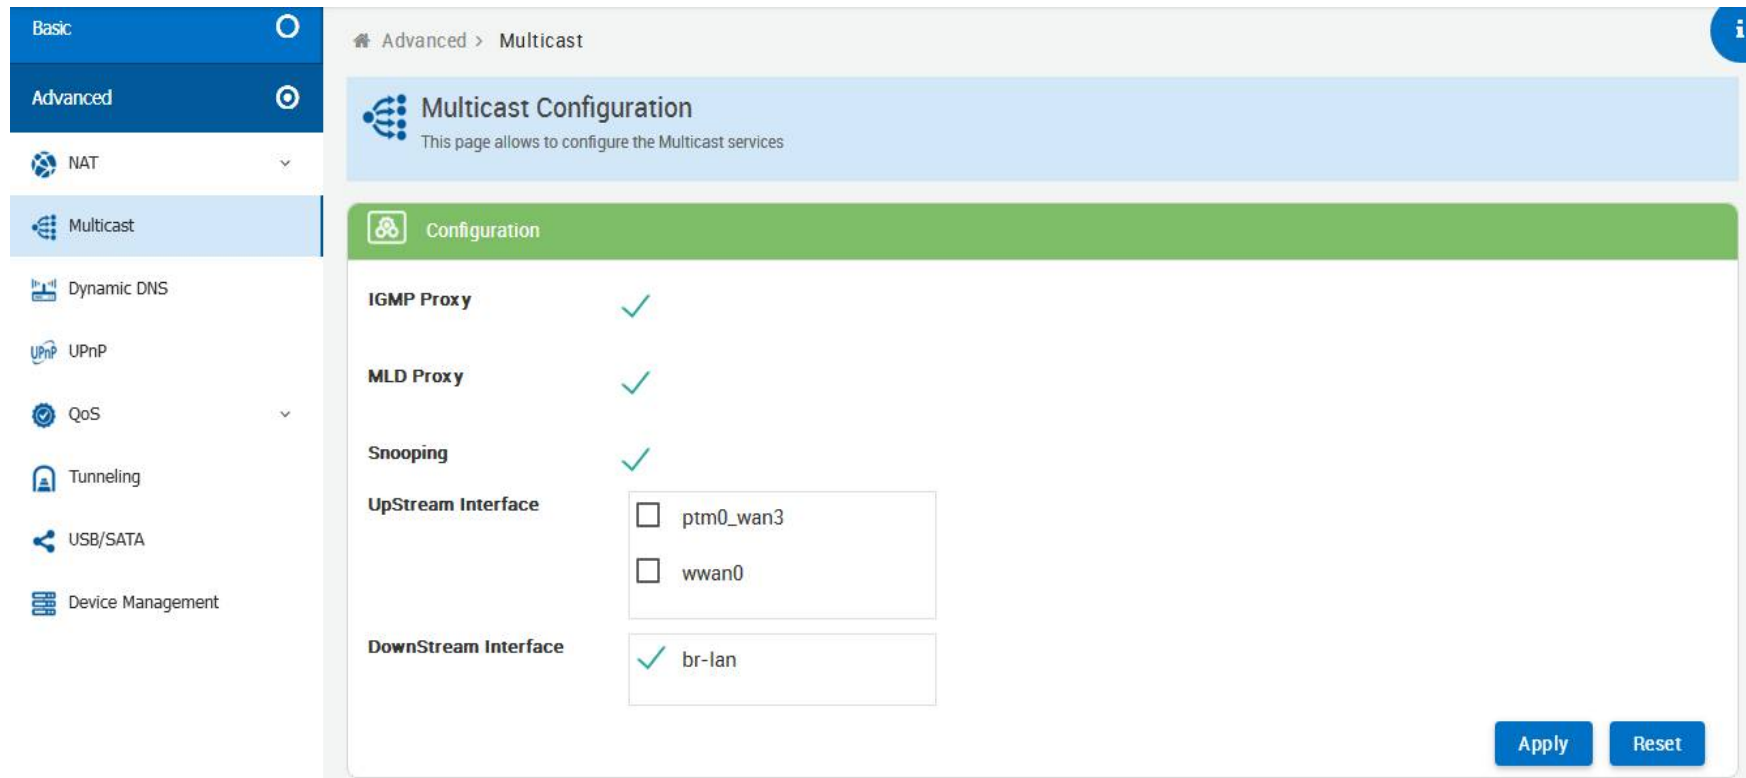 Basic
Advanced
NAT
Multicast
Dynamic DNS
UPnP UPnP
QoS
Tunneling
USB/SATA
Device Management
Advanced > Multicast
i
Multicast Configuration
This page allows to configure the Multicast services
Configuration
IGMP Proxy
MLD Proxy
Snooping
UpStream Interface
ptm0_wan3
wwan0
DownStream Interface
br-lan
Apply Reset